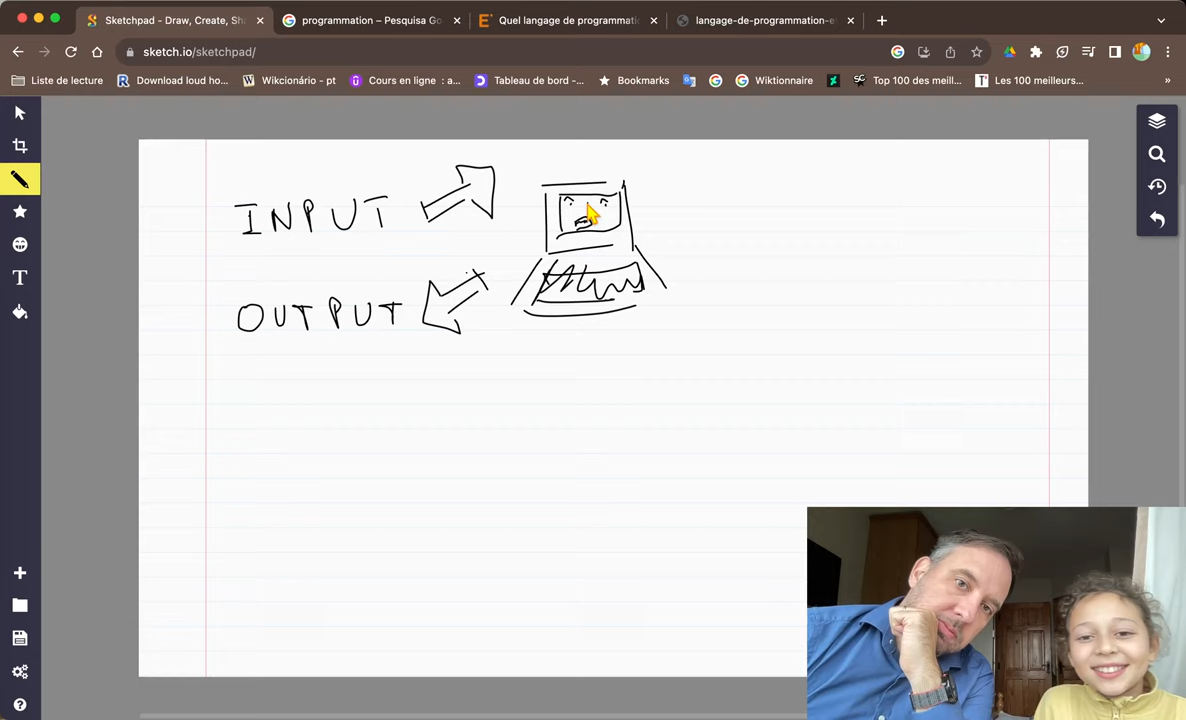 Sketchpad - Draw, Create, Sha
programmation – Pesquisa Go
Quel langage de programmatio
langage-de-programmation-e
sketch.io/sketchpad/
Liste de lecture
Download loud ho...
Wikcionário - pt
Cours en ligne : a...
Tableau de bord -...
Bookmarks
Wiktionnaire
Top 100 des meill...
Les 100 meilleurs...
INPUT
OUTPUT